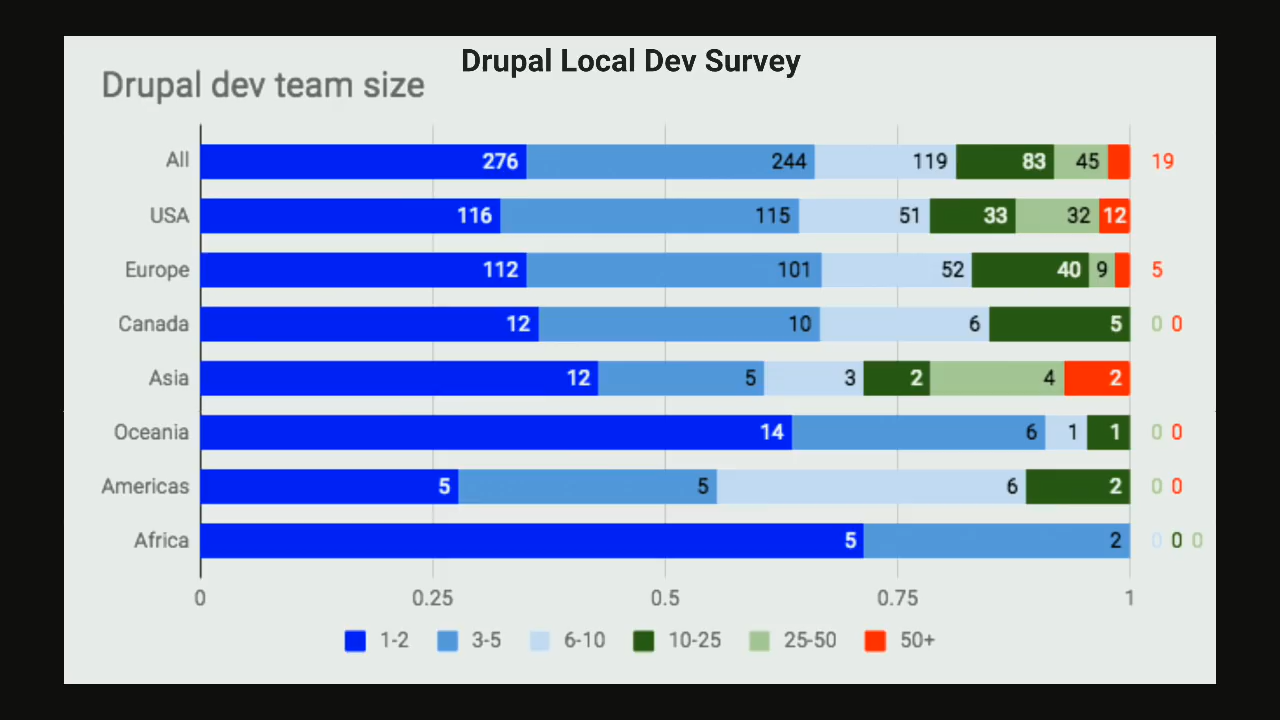 Drupal Local Dev Survey
Drupal dev team size
All 276 244 119 83 45 19
USA 116 115 51 33 32 12
Europe 112 101 52 40 9 5
Canada 12 10 6 5 0 0
Asia 12 5 3 2 4 2
Oceania 14 6 1 1 0 0
Americas 5 5 6 2 0 0
Africa 5 2 0 0 0
0 0.25 0.5 0.75 1
1-2 3-5 6-10 10-25 25-50 50+